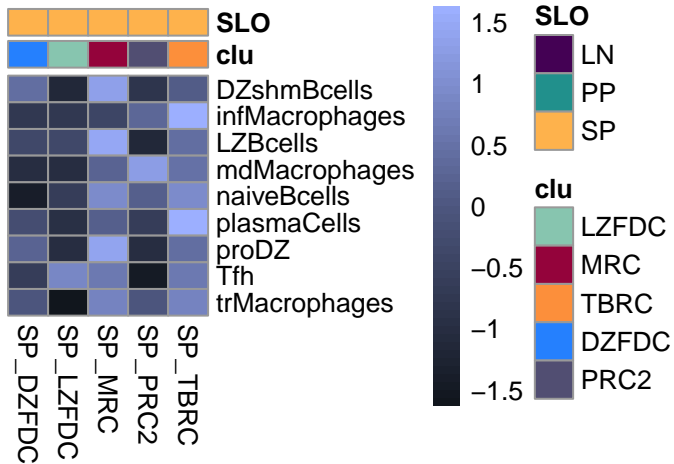 SLO
clu
DZshmBcells
infMacrophages
LZBcells
mdMacrophages
naiveBcells
plasmaCells
proDZ
Tfh
trMacrophages
SP_DZFDC
SP_LZFDC
SP_MRC
SP_PRC2
SP_TBRC
1.5
1
0.5
0
−0.5
−1
−1.5
SLO
LN
PP
SP
clu
LZFDC
MRC
TBRC
DZFDC
PRC2